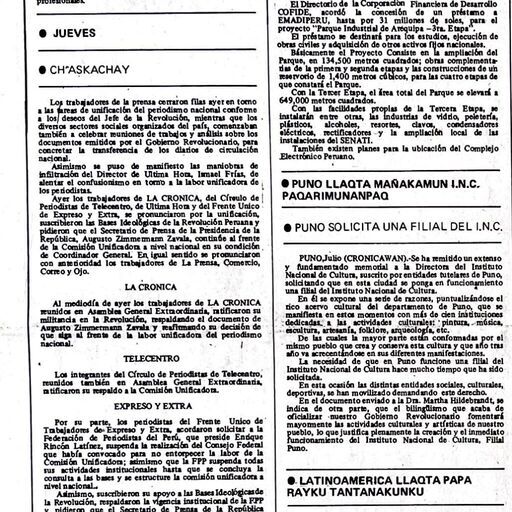 profesionales.
● JUEVES
● CH'ASKACHAY
Los trabajadores de la prensa cerraron filas ayer en torno
a las tareas de unificación del periodismo nacional conforme
a los deseos del Jefe de la Revolución, mientras que los
diversos sectores sociales organizados del país, comenzaban
también a celebrar reuniones de trabajos y análisis sobre los
documentos emitidos por el Gobierno Revolucionario, para
concretar la transferencia de los diarios de circulación
nacional.
Asimismo se puso de manifiesto las maniobras de
infiltración del Director de Ultima Hora, Ismael Frías, de
alentar el confusionismo en torno a la labor unificadora de
los periodistas.
Ayer los trabajadores de LA CRONICA, del Círculo de
Periodistas de Telecentro, de Ultima Hora y del Frente Unico
de Expreso y Extra, se pronunciaron por la unificación,
suscribieron las Bases Ideológicas de la Revolución Peruana y
pidieron que el Secretario de Prensa de la Presidencia de la
República, Augusto Zimmermann Zavala, continúe al frente
de la Comisión Unificadora a nivel nacional en su condición
de Coordinador General. En igual sentido se pronunciaron
con anterioridad los trabajadores de La Prensa, Comercio,
Correo y Ojo.
LA CRONICA
Al mediodía de ayer los trabajadores de LA CRONICA
reunidos en Asamblea General Extraordinaria, ratificaron su
militancia en la Revolución, respaldando el documento de
Augusto Zimmermann Zavala y reafirmando su decisión de
que siga al frente de la labor unificadora del periodismo
nacional.
TELECENTRO
Los integrantes del Círculo de Periodistas de Telecentro,
reunidos también en Asamblea General Extraordinaria,
ratificaron su respaldo a la Comisión Unificadora.
EXPRESO Y EXTRA
Por su parte, los periodistas del Frente Unico de
Trabajadores de Expreso y Extra, acordaron solicitar a la
Federación de Periodistas del Perú, que preside Enrique
Rincón Latínez, suspenda la realización del Consejo Federal
que había convocado para no entorpecer la labor de la
Comisión Unificadora; asimismo que la FPP suspenda todas
sus actividades institucionales hasta que se concluya la
consulta a las bases y se estructure la comisión unificadora a
nivel nacional.
Asimismo, suscribieron su apoyo a las Bases Ideológicas de
la Revolución, respaldaron la vigencia institucional de la FPP
y pidieron que el Secretario de Prensa de la República
El Directorio de la Corporación Financiera de Desarrollo
COFIDE, acordó la concesión de un préstamo a
EMADIPERU, hasta por 31 millones de soles, para el
proyecto "Parque Industrial de Arequipa –3ra. Etapa".
El préstamo se destinará para los estudios, ejecución de
obras civiles y adquisición de otros activos fijos nacionales.
Básicamente el Proyecto Consiste en la ampliación del
Parque, en 134,500 metros cuadrados; obras complementa-
rias de la primera y segunda etapas y las construcciones de un
reservorio de 1,400 metros cúbicos, para las cuatro etapas de
que constará el Parque.
Con la Tercer Etapa, el área total del Parque se elevará a
649,000 metros cuadrados.
Con las facilidades propias de la Tercera Etapa, se
instalarán entre otras, las industrias de vidrio, peletería,
plásticos, alcoholes, resortes, clavos, condensadores
eléctricos, rectificadores y la ampliación local de las
instalaciones del SENATI.
También existen planes para la ubicación del Complejo
Electrónico Peruano.
● PUNO LLAQTA MAÑAKAMUN I.N.C.
PAQARIMUNANPAQ
● PUNO SOLICITA UNA FILIAL DEL I.N.C.
PUNO,Julio (CRONICAWAN).-Se ha remitido un extenso
y fundamentado memorial a la Directora del Instituto
Nacional de Cultura, suscrito por entidades tutelares de Puno,
solicitando que en esta ciudad se ponga en funcionamiento
una filial del Instituto Nacional de Cultura.
En él se expone una serie de razones, puntualizándose el
rico acervo cultural del departamento de Puno, que se
manifiesta en estos momentos con más de cien instituciones
dedicadas a las actividades culturales: pintura, música,
escultura, artesanía, folklore, arqueología, etc.
De las cuales la mayor parte están conformadas por el
mismo pueblo que crea y conserva esta cultura y que año tras
año va acrecentándose en sus diferentes manifestaciones.
La necesidad de que en Puno funcione una filial del
Instituto Nacional de Cultura hace mucho tiempo que ha sido
solicitada.
En esta ocasión las distintas entidades sociales, culturales,
deportivas, se han movilizado demandando este derecho.
En el documento enviado a la Dra. Martha Hildebrandt, se
indica de otra parte, que el bilingüismo que acaba de
oficializar nuestro Gobierno Revolucionario fomentará
mayormente las actividades culturales y artísticas de nuestro
pueblo, lo que justifica plenamente la creación y el inmediato
funcionamiento del Instituto Nacional de Cultura, Filial
Puno.
● LATINOAMERICA LLAQTA PAPA
RAYKU TANTANAKUNKU